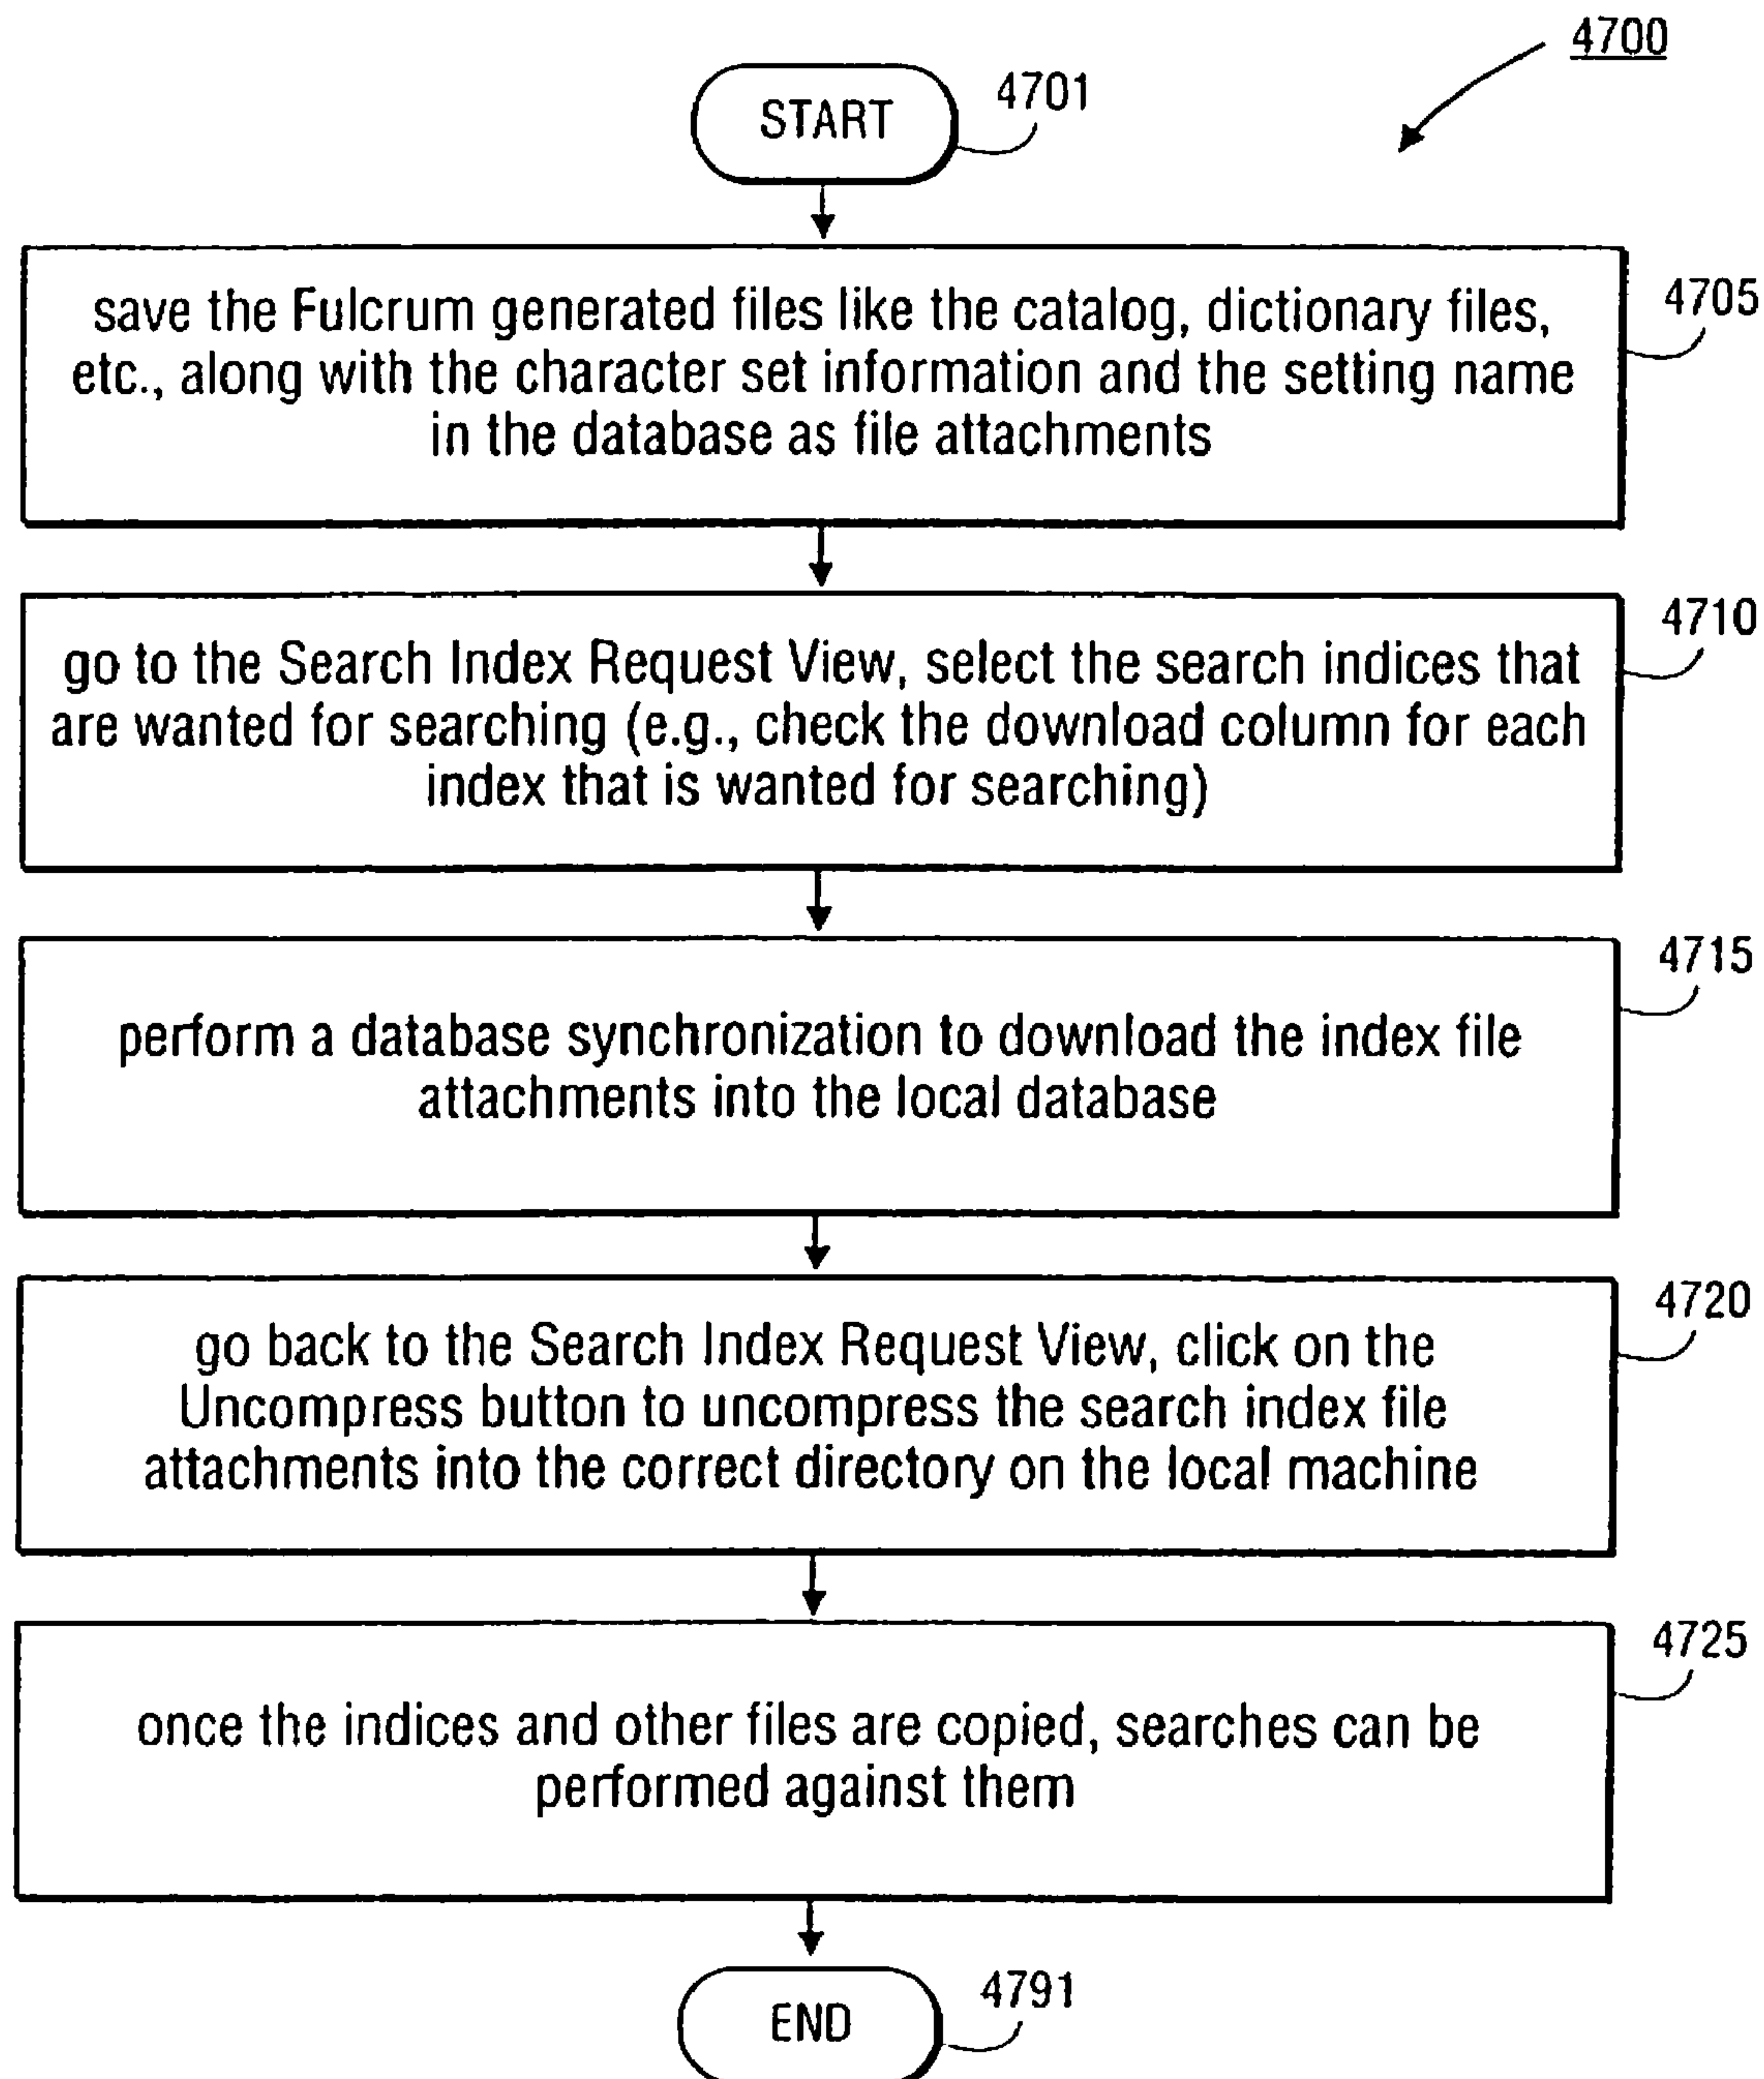 4700
START
4701
save the Fulcrum generated files like the catalog, dictionary files,
etc., along with the character set information and the setting name
in the database as file attachments
4705
go to the Search Index Request View, select the search indices that
are wanted for searching (e.g., check the download column for each
index that is wanted for searching)
4710
perform a database synchronization to download the index file
attachments into the local database
4715
go back to the Search Index Request View, click on the
Uncompress button to uncompress the search index file
attachments into the correct directory on the local machine
4720
once the indices and other files are copied, searches can be
performed against them
4725
END
4791